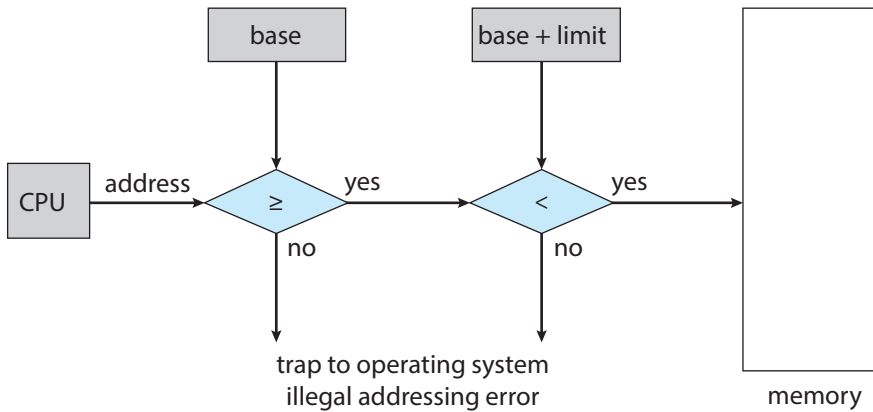 base
base + limit
CPU
address
≥
yes
<
yes
no
no
trap to operating system
illegal addressing error
memory